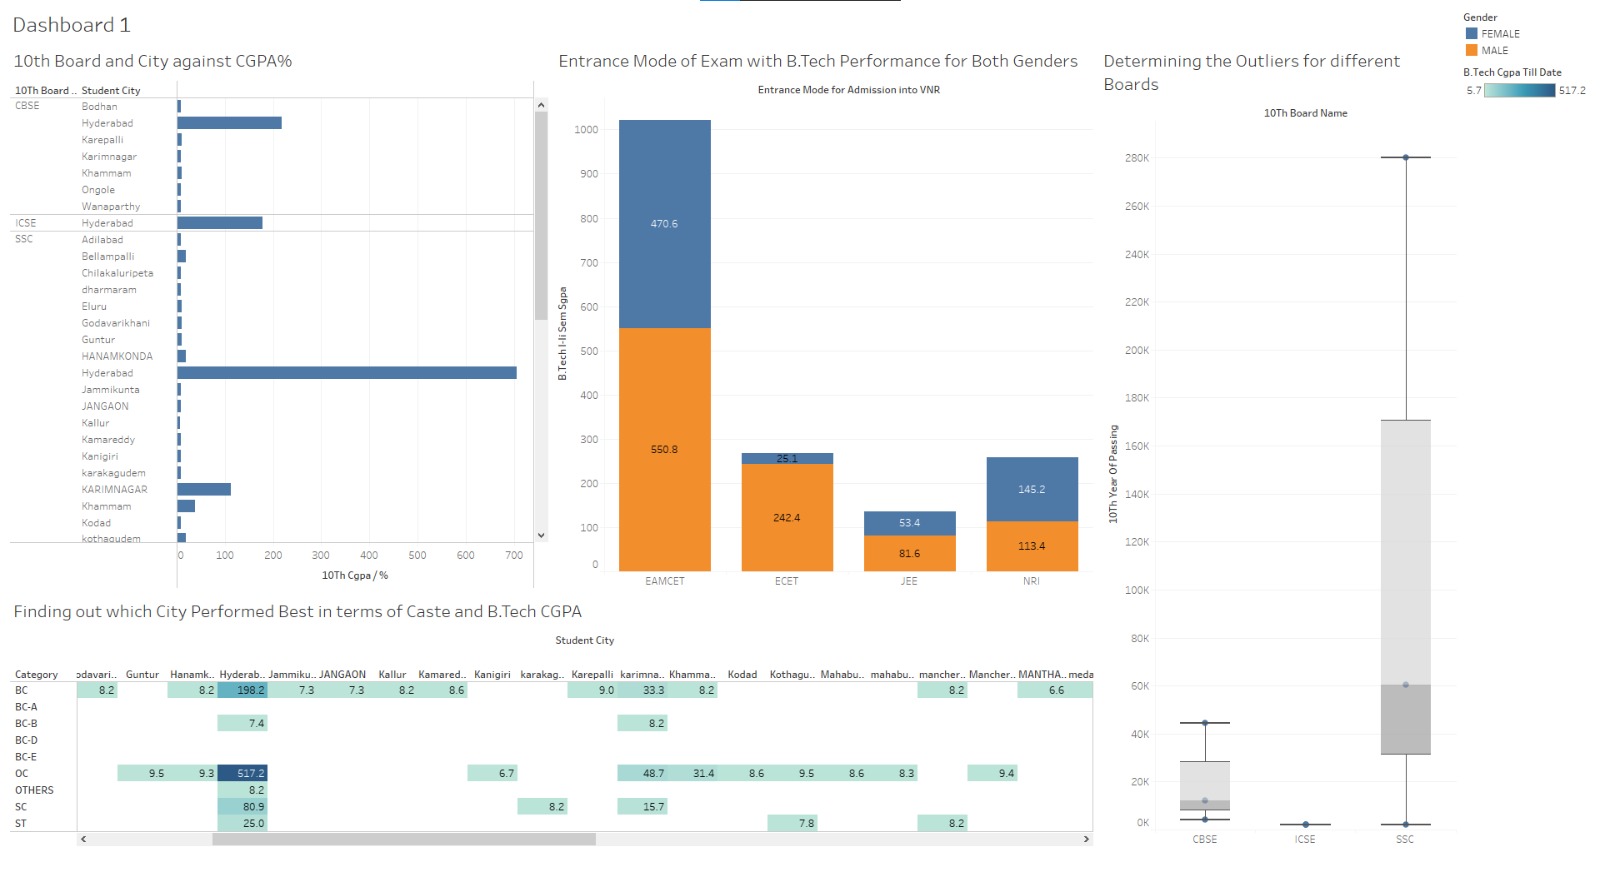 Dashboard 1
10th Board and City against CGPA%
10Th Board .. Student City
CBSE Bodhan
Hyderabad
Karepalli
Karimnagar
Khammam
Ongole
Wanaparthy
ICSE Hyderabad
SSC Adilabad
Bellampalli
Chilakaluripeta
dharmaram
Eluru
Godavarikhani
Guntur
HANAMKONDA
Hyderabad
Jammikunta
JANGAON
Kallur
Kamareddy
Kanigiri
karakagudem
KARIMNAGAR
Khammam
Kodad
kothagudem
0 100 200 300 400 500 600 700
10Th Cgpa / %
Entrance Mode of Exam with B.Tech Performance for Both Genders
Entrance Mode for Admission into VNR
B.Tech I-Ii Sem Sgpa
1000
900
800
700
600
500
400
300
200
100
0
470.6
550.8
25.1
242.4
53.4
81.6
145.2
113.4
EAMCET ECET JEE NRI
Determining the Outliers for different
Boards
10Th Board Name
10Th Year Of Passing
280K
260K
240K
220K
200K
180K
160K
140K
120K
100K
80K
60K
40K
20K
0K
CBSE ICSE SSC
Gender
FEMALE
MALE
B.Tech Cgpa Till Date
5.7 517.2
Finding out which City Performed Best in terms of Caste and B.Tech CGPA
Student City
Category odavari.. Guntur Hanamk.. Hyderab.. Jammiku.. JANGAON Kallur Kamared.. Kanigiri karakag.. Karepalli karimna.. Khamma.. Kodad Kothagu.. Mahabu.. mahabu.. mancher.. Mancher.. MANTHA.. meda
BC 8.2 8.2 198.2 7.3 7.3 8.2 8.6 9.0 33.3 8.2 8.2 6.6
BC-A
BC-B 7.4 8.2
BC-D
BC-E
OC 9.5 9.3 517.2 6.7 48.7 31.4 8.6 9.5 8.6 8.3 9.4
OTHERS 8.2
SC 80.9 8.2 15.7
ST 25.0 7.8 8.2